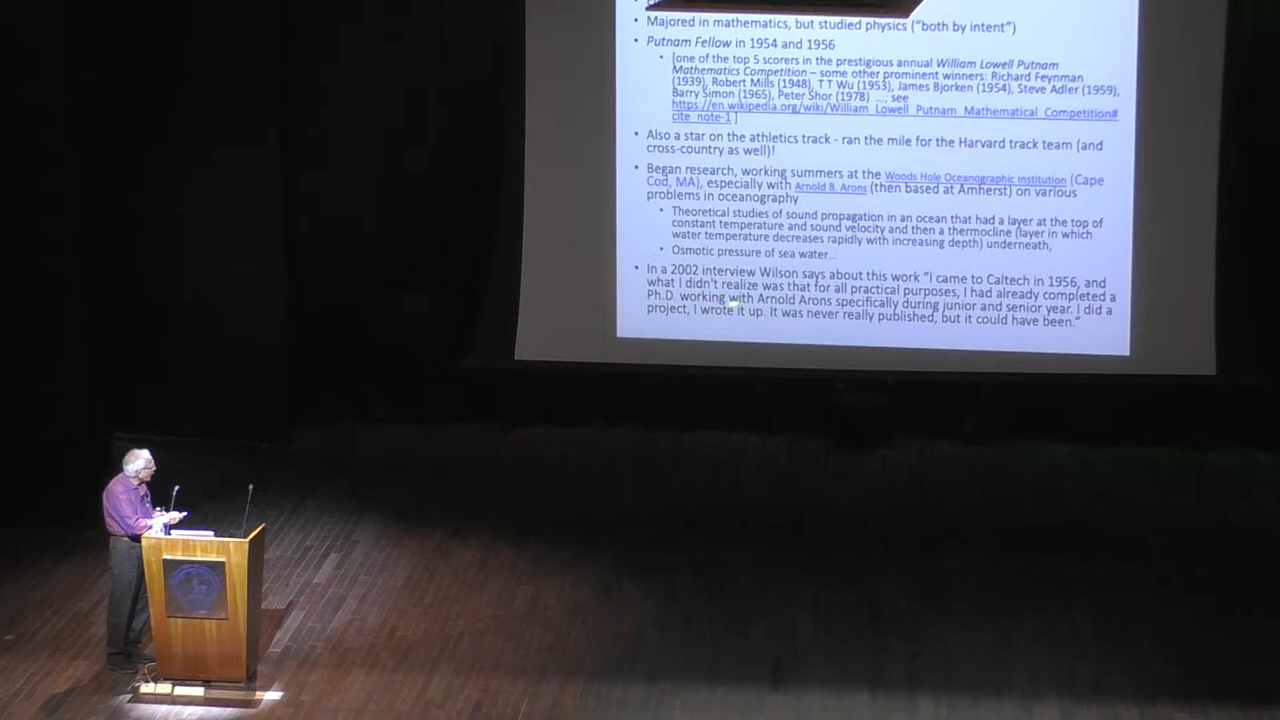 Majored in mathematics, but studied physics ("both by intent")
Putnam Fellow in 1954 and 1956
[one of the top 5 scorers in the prestigious annual William Lowell Putnam
Mathematics Competition – some other prominent winners: Richard Feynman
(1939), Robert Mills (1948), T T Wu (1953), James Bjorken (1954), Steve Adler (1959),
Barry Simon (1965), Peter Shor (1978) ...; see
https://en.wikipedia.org/wiki/William_Lowell_Putnam_Mathematical_Competition#
cite_note-1 ]
Also a star on the athletics track - ran the mile for the Harvard track team (and
cross-country as well)!
Began research, working summers at the Woods Hole Oceanographic Institution (Cape
Cod, MA), especially with Arnold B. Arons (then based at Amherst) on various
problems in oceanography
Theoretical studies of sound propagation in an ocean that had a layer at the top of
constant temperature and sound velocity and then a thermocline (layer in which
water temperature decreases rapidly with increasing depth) underneath,
Osmotic pressure of sea water...
In a 2002 interview Wilson says about this work "I came to Caltech in 1956, and
what I didn't realize was that for all practical purposes, I had already completed a
Ph.D. working with Arnold Arons specifically during junior and senior year. I did a
project, I wrote it up. It was never really published, but it could have been."